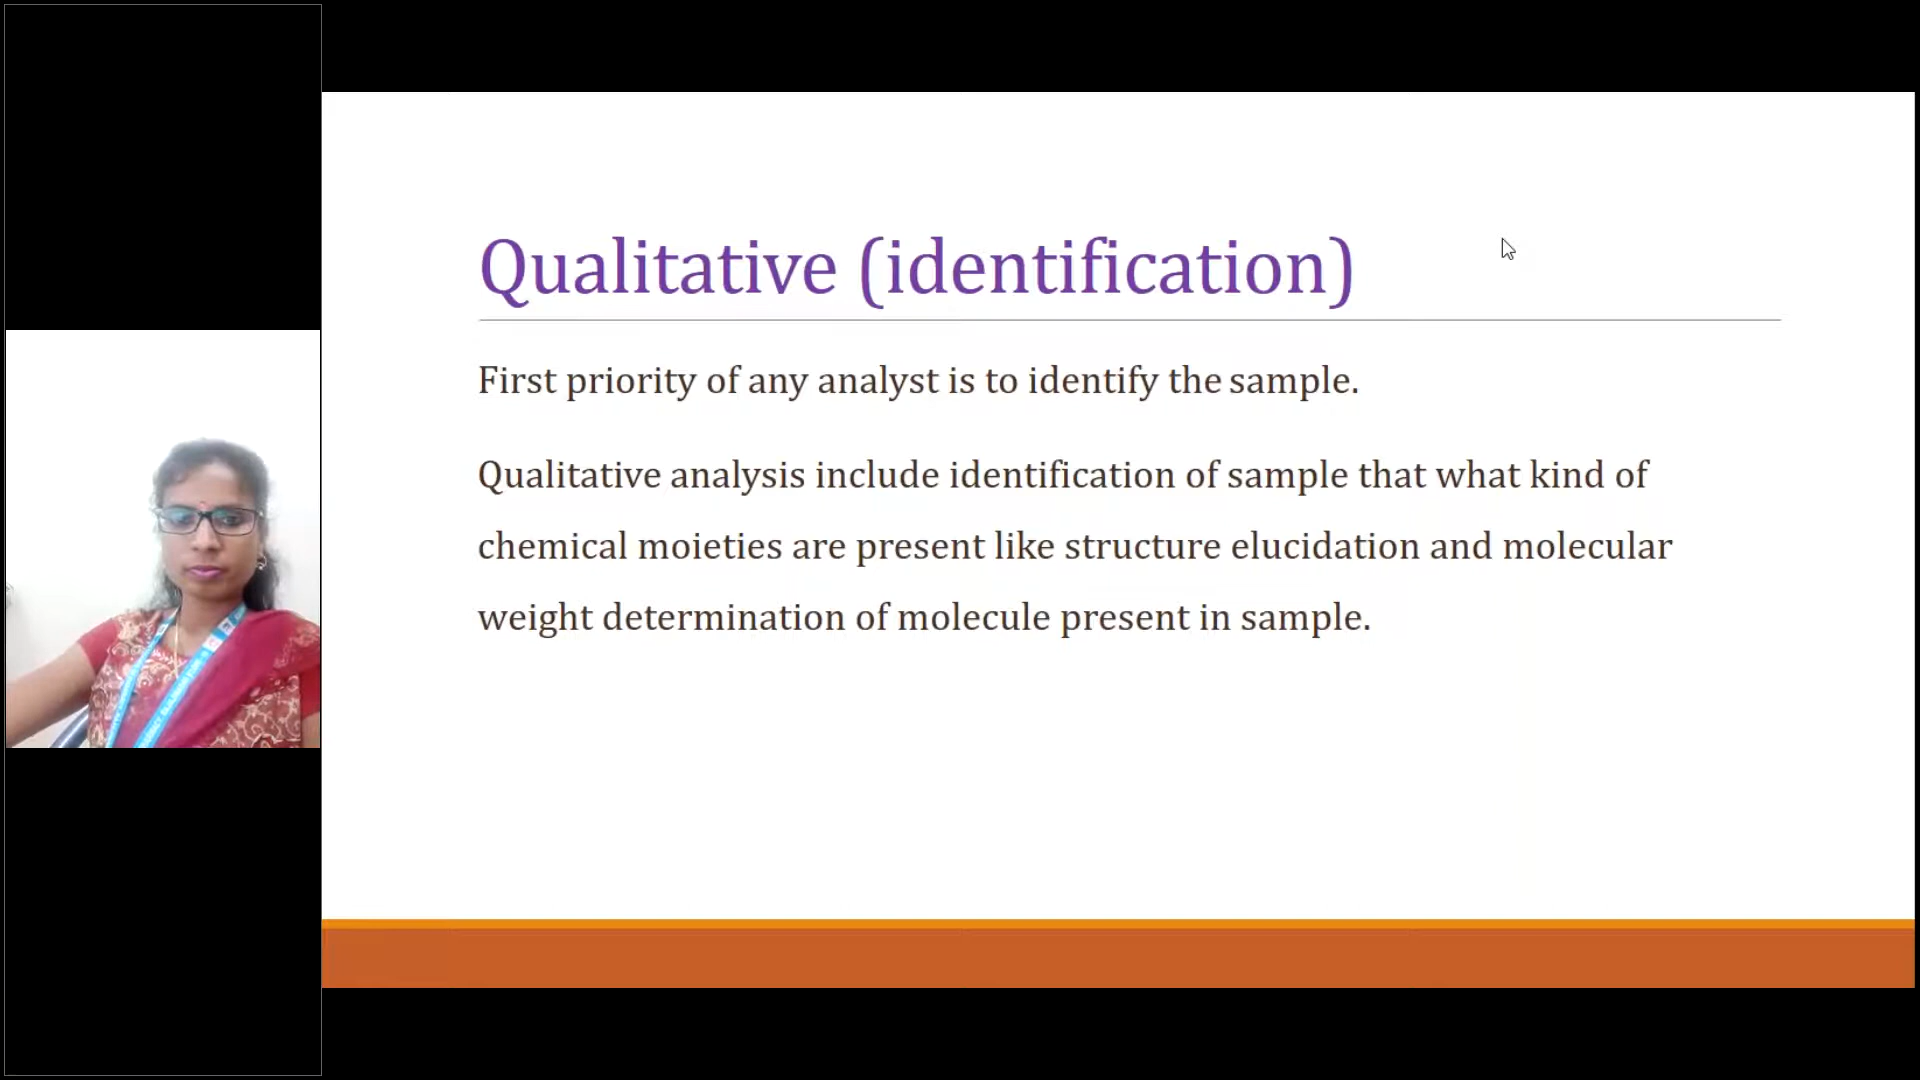 Qualitative (identification)
First priority of any analyst is to identify the sample.
Qualitative analysis include identification of sample that what kind of
chemical moieties are present like structure elucidation and molecular
weight determination of molecule present in sample.